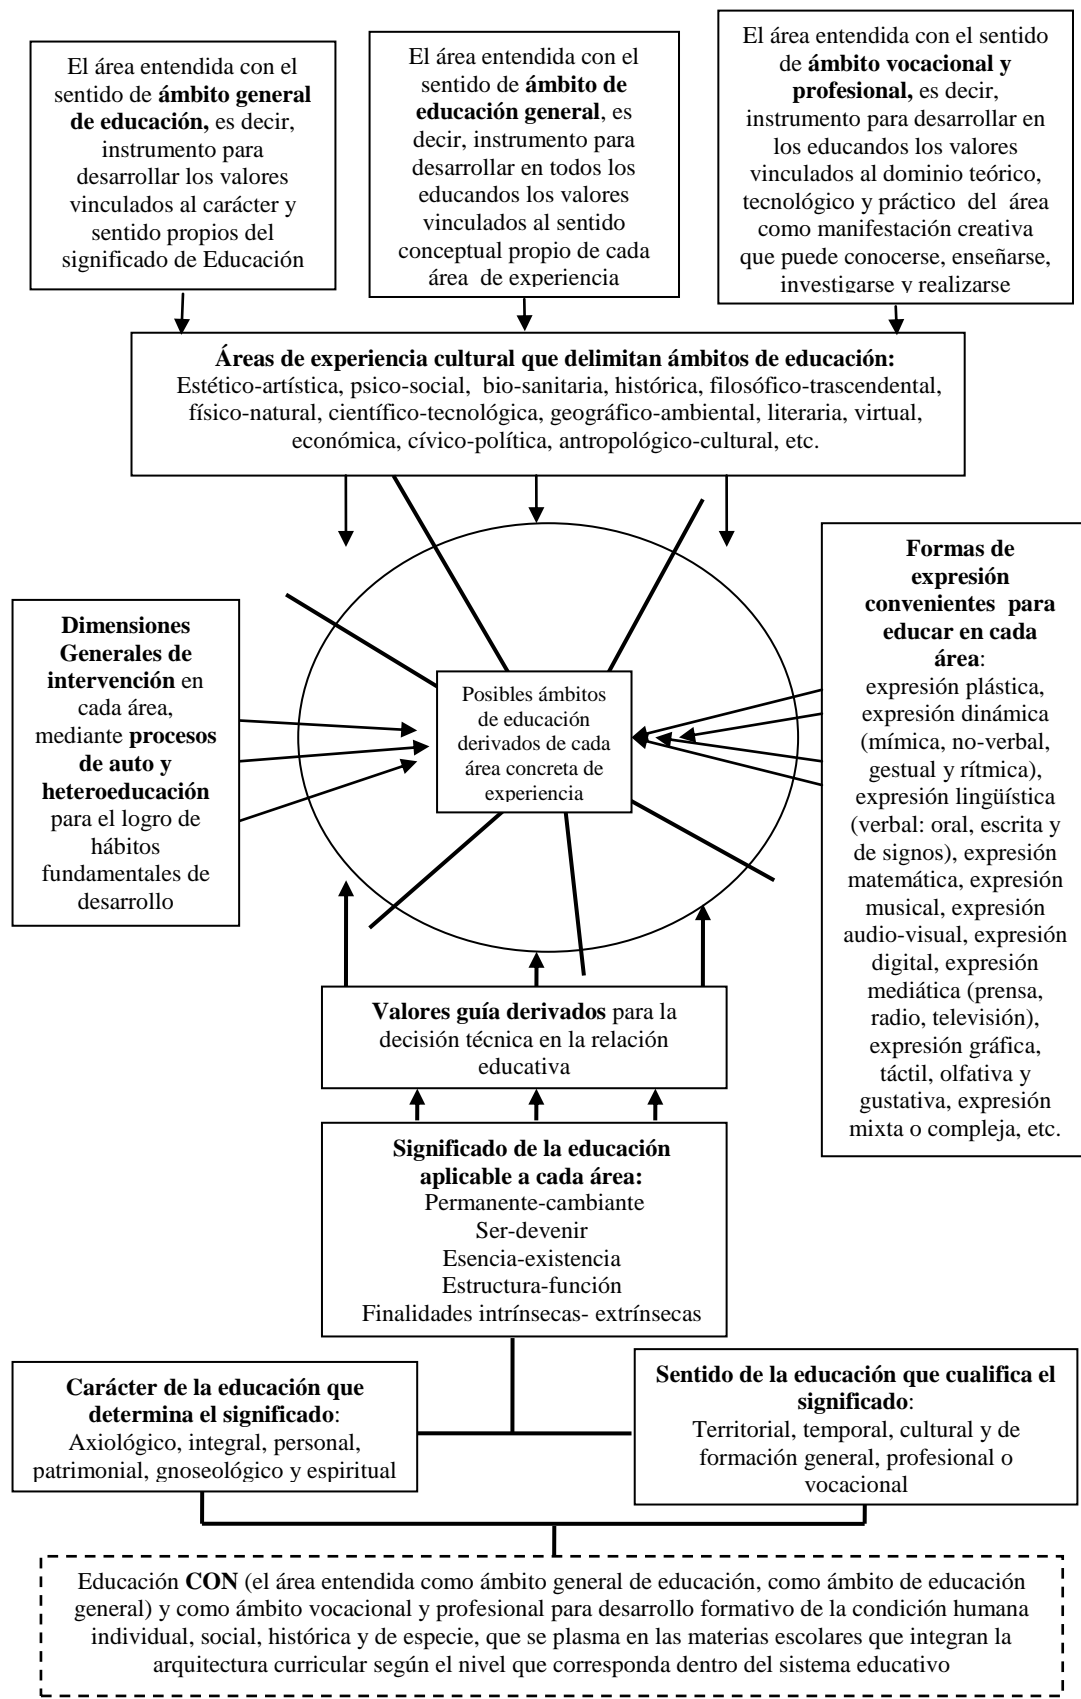 El área entendida con el
sentido de ámbito general
de educación, es decir,
instrumento para
desarrollar los valores
vinculados al carácter y
sentido propios del
significado de Educación
El área entendida con el
sentido de ámbito de
educación general, es
decir, instrumento para
desarrollar en todos los
educandos los valores
vinculados al sentido
conceptual propio de cada
área de experiencia
El área entendida con el sentido
de ámbito vocacional y
profesional, es decir,
instrumento para desarrollar en
los educandos los valores
vinculados al dominio teórico,
tecnológico y práctico del área
como manifestación creativa
que puede conocerse, enseñarse,
investigarse y realizarse
Áreas de experiencia cultural que delimitan ámbitos de educación:
Estético-artística, psico-social, bio-sanitaria, histórica, filosófico-trascendental,
físico-natural, científico-tecnológica, geográfico-ambiental, literaria, virtual,
económica, cívico-política, antropológico-cultural, etc.
Dimensiones
Generales de
intervención en
cada área,
mediante procesos
de auto y
heteroeducación
para el logro de
hábitos
fundamentales de
desarrollo
Posibles ámbitos
de educación
derivados de cada
área concreta de
experiencia
Formas de
expresión
convenientes para
educar en cada
área:
expresión plástica,
expresión dinámica
(mímica, no-verbal,
gestual y rítmica),
expresión lingüística
(verbal: oral, escrita y
de signos), expresión
matemática, expresión
musical, expresión
audio-visual, expresión
digital, expresión
mediática (prensa,
radio, televisión),
expresión gráfica,
táctil, olfativa y
gustativa, expresión
mixta o compleja, etc.
Valores guía derivados para la
decisión técnica en la relación
educativa
Significado de la educación
aplicable a cada área:
Permanente-cambiante
Ser-devenir
Esencia-existencia
Estructura-función
Finalidades intrínsecas- extrínsecas
Carácter de la educación que
determina el significado:
Axiológico, integral, personal,
patrimonial, gnoseológico y espiritual
Sentido de la educación que cualifica el
significado:
Territorial, temporal, cultural y de
formación general, profesional o
vocacional
Educación CON (el área entendida como ámbito general de educación, como ámbito de educación
general) y como ámbito vocacional y profesional para desarrollo formativo de la condición humana
individual, social, histórica y de especie, que se plasma en las materias escolares que integran la
arquitectura curricular según el nivel que corresponda dentro del sistema educativo